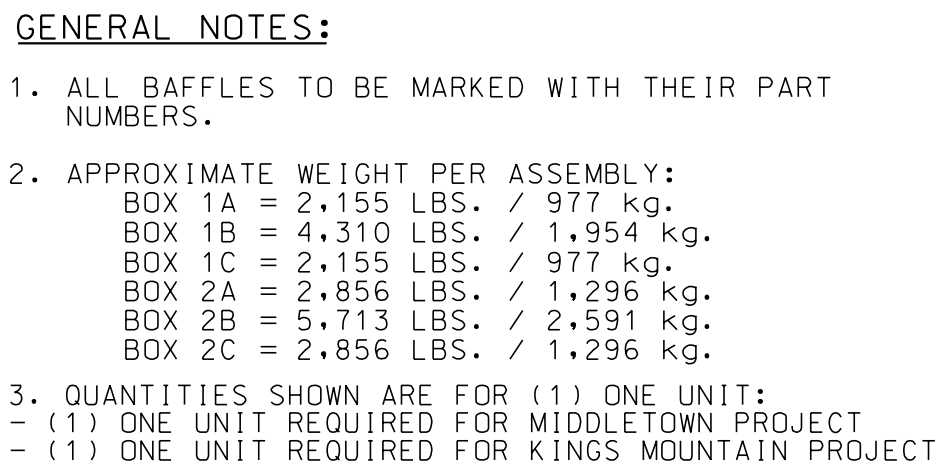 GENERAL NOTES:
1. ALL BAFFLES TO BE MARKED WITH THEIR PART
NUMBERS.
2. APPROXIMATE WEIGHT PER ASSEMBLY:
BOX 1A = 2,155 LBS. / 977 kg.
BOX 1B = 4,310 LBS. / 1,954 kg.
BOX 1C = 2,155 LBS. / 977 kg.
BOX 2A = 2,856 LBS. / 1,296 kg.
BOX 2B = 5,713 LBS. / 2,591 kg.
BOX 2C = 2,856 LBS. / 1,296 kg.
3. QUANTITIES SHOWN ARE FOR (1) ONE UNIT:
- (1) ONE UNIT REQUIRED FOR MIDDLETOWN PROJECT
- (1) ONE UNIT REQUIRED FOR KINGS MOUNTAIN PROJECT